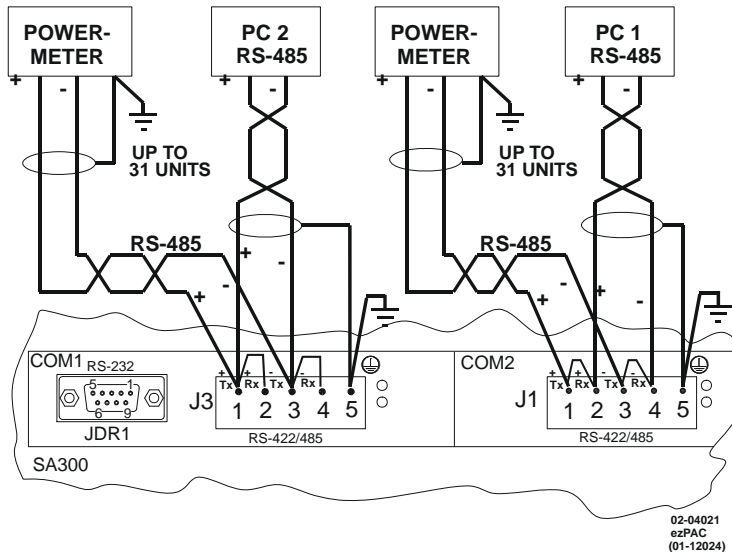 POWER-
METER
PC 2
RS-485
POWER-
METER
PC 1
RS-485
+
-
+
-
+
-
+
-
UP TO
31 UNITS
UP TO
31 UNITS
RS-485
RS-485
+
-
+
-
+
-
+
-
COM1
RS-232
5
1
6
9
JDR1
J3
+
+
-
-
Tx
Rx
Tx
Rx
1
2
3
4
5
RS-422/485
COM2
J1
+
+
-
-
Tx
Rx
Tx
Rx
1
2
3
4
5
RS-422/485
SA300
02-04021
ezPAC
(01-12024)